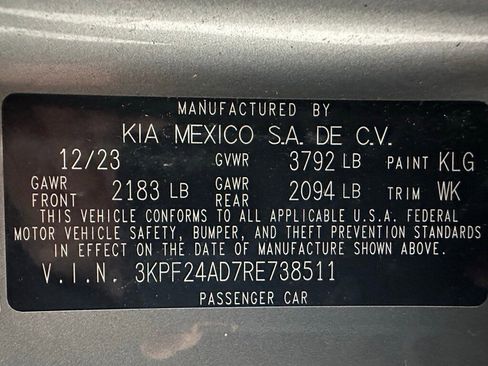 MANUFACTURED BY
KIA MEXICO S.A. DE C.V.
12/23 GVWR 3792 LB PAINT KLG
GAWR FRONT 2183 LB GAWR REAR 2094 LB TRIM WK
THIS VEHICLE CONFORMS TO ALL APPLICABLE U.S.A. FEDERAL
MOTOR VEHICLE SAFETY, BUMPER, AND THEFT PREVENTION STANDARDS
IN EFFECT ON THE DATE OF MANUFACTURE SHOWN ABOVE.
V.I.N. 3KPF24AD7RE738511
PASSENGER CAR